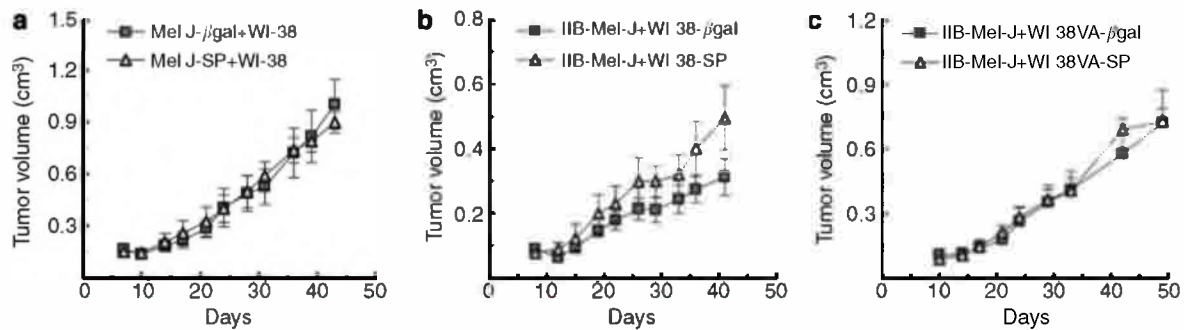 a
Mel J-βgal+WI-38
Mel J-SP+WI-38
Tumor volume (cm³)
1.5
1.2
0.9
0.6
0.3
0 10 20 30 40 50
Days
b
IIB-Mel-J+WI 38-βgal
IIB-Mel-J+WI 38-SP
Tumor volume (cm³)
0.8
0.6
0.4
0.2
0 10 20 30 40 50
Days
c
IIB-Mel-J+WI 38VA-βgal
IIB-Mel-J+WI 38VA-SP
Tumor volume (cm³)
1.2
0.9
0.6
0.3
0 10 20 30 40 50
Days